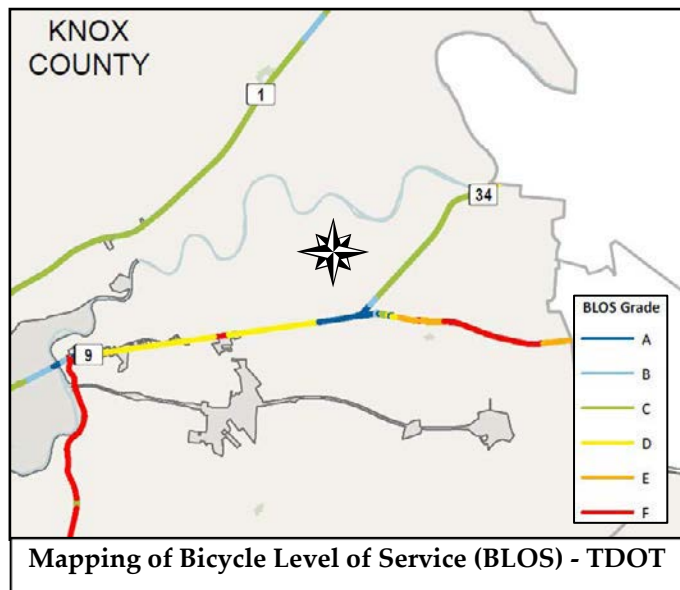 KNOX
COUNTY
1
34
9
BLOS Grade
A
B
C
D
E
F
Mapping of Bicycle Level of Service (BLOS) - TDOT